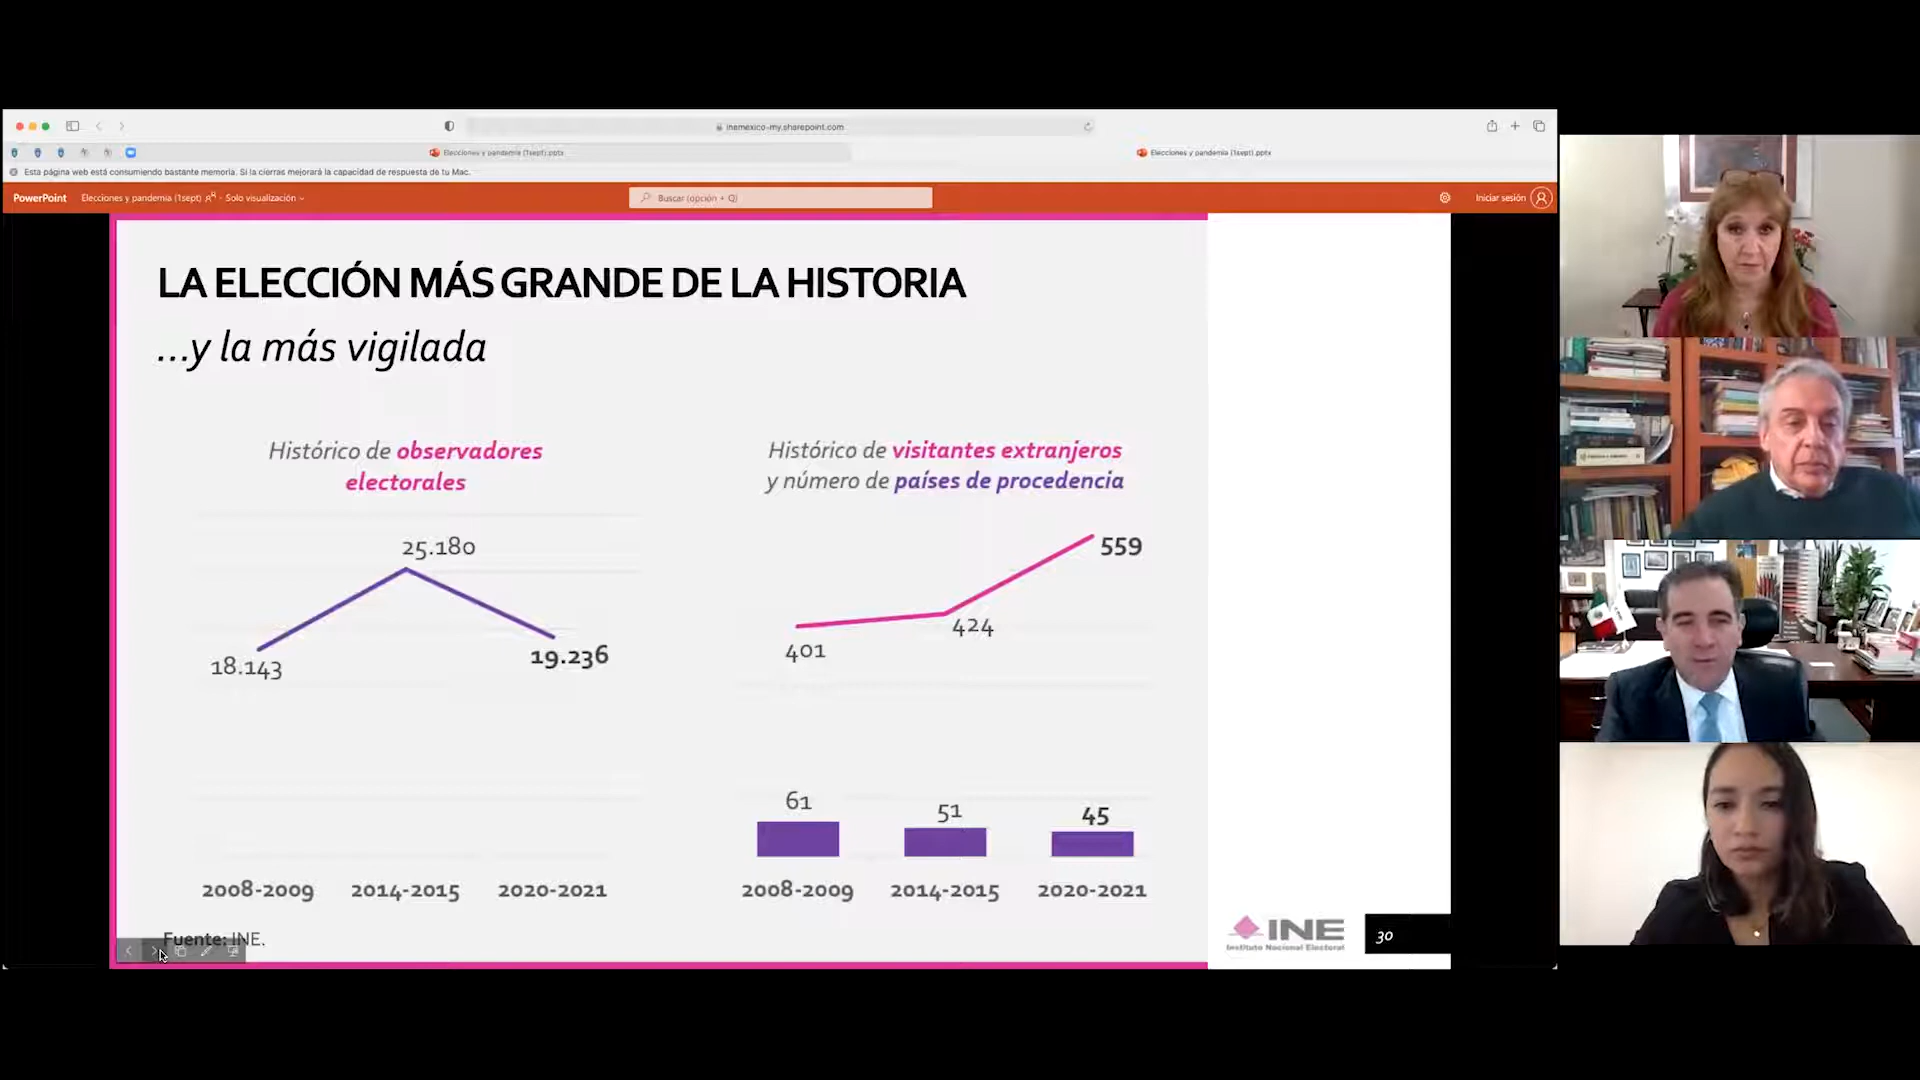 inemexico-my.sharepoint.com
Elecciones y pandemia (1sept).pptx
Elecciones y pandemia (1sept).pptx
Esta página web está consumiendo bastante memoria. Si la cierras mejorará la capacidad de respuesta de tu Mac.
PowerPoint
Elecciones y pandemia (1sept) - Solo visualización
Buscar (opción + Q)
Iniciar sesión
LA ELECCIÓN MÁS GRANDE DE LA HISTORIA
...y la más vigilada
Histórico de observadores
electorales
25.180
18.143
19.236
2008-2009 2014-2015 2020-2021
Histórico de visitantes extranjeros
y número de países de procedencia
559
424
401
61
51
45
2008-2009 2014-2015 2020-2021
Fuente: INE.
INE
Instituto Nacional Electoral
30